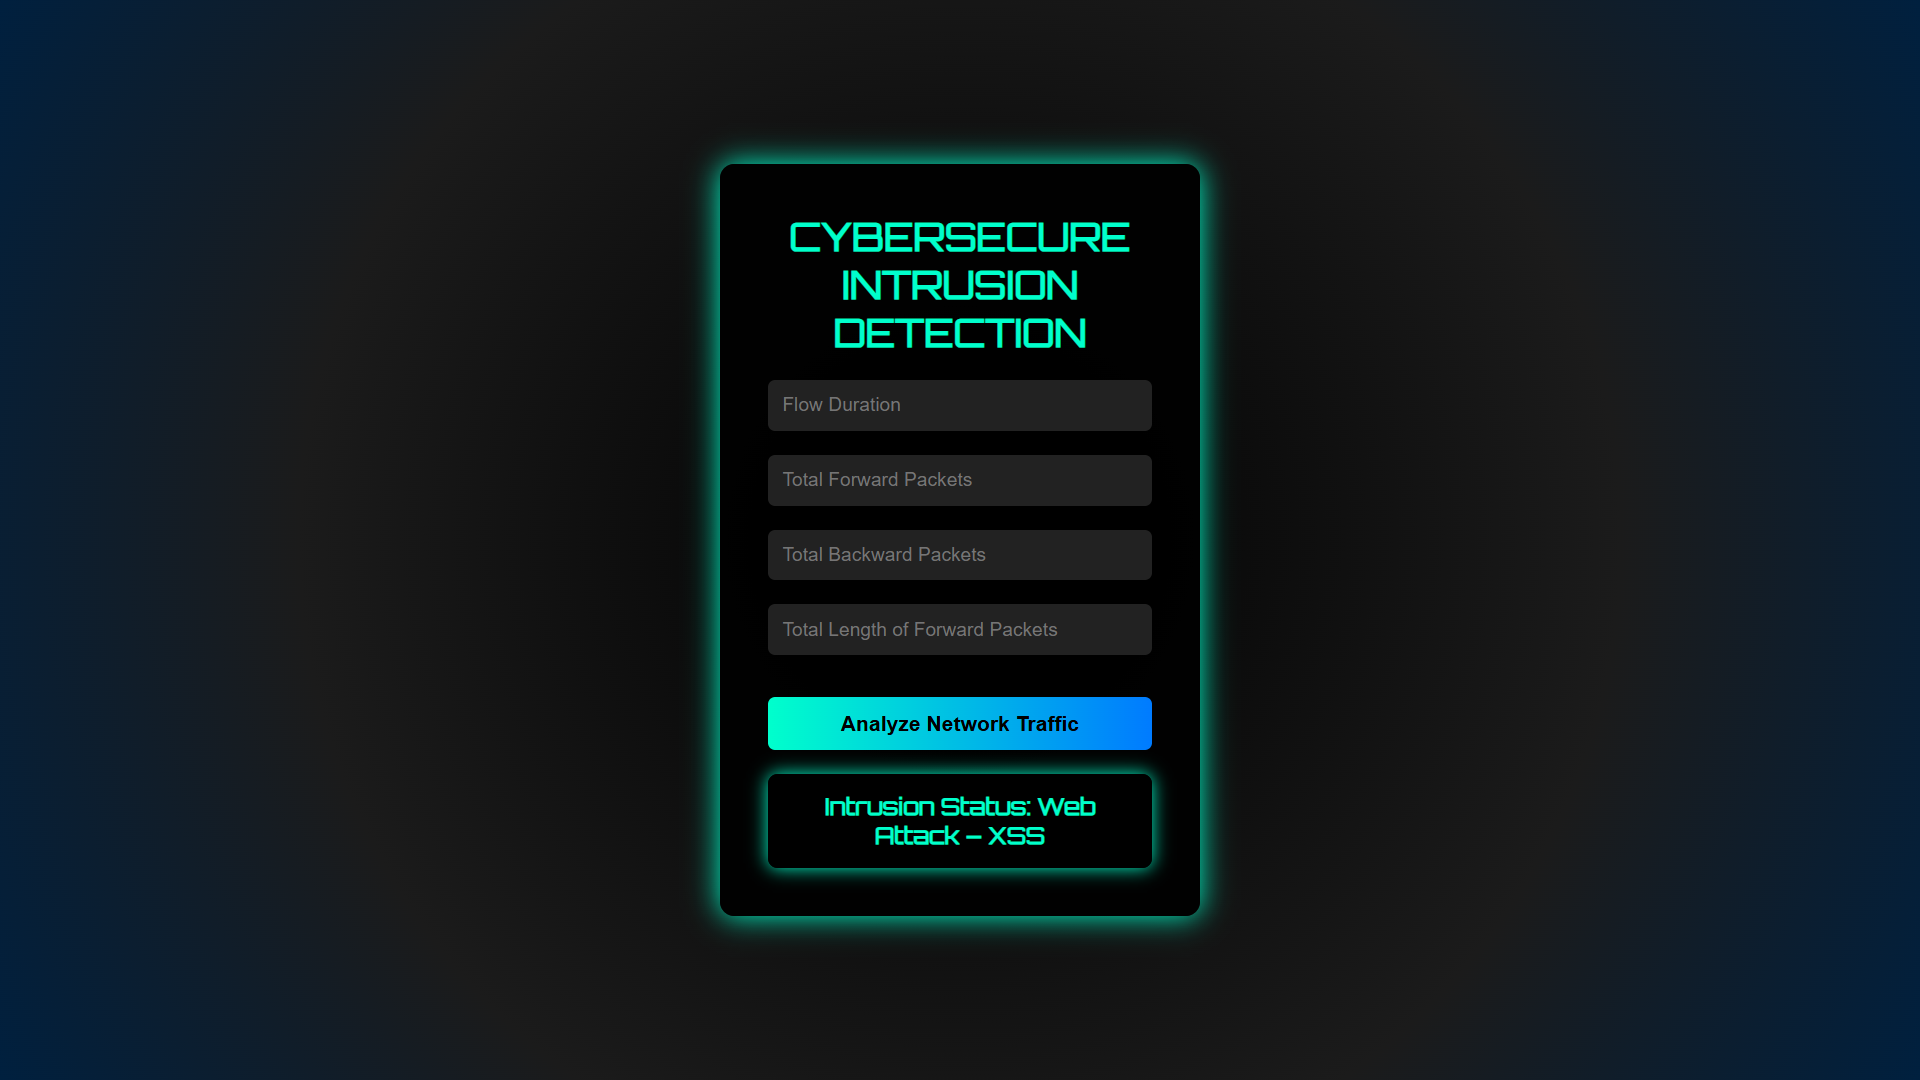 CYBERSECURE
INTRUSION
DETECTION
Flow Duration
Total Forward Packets
Total Backward Packets
Total Length of Forward Packets
Analyze Network Traffic
Intrusion Status: Web
Attack – XSS